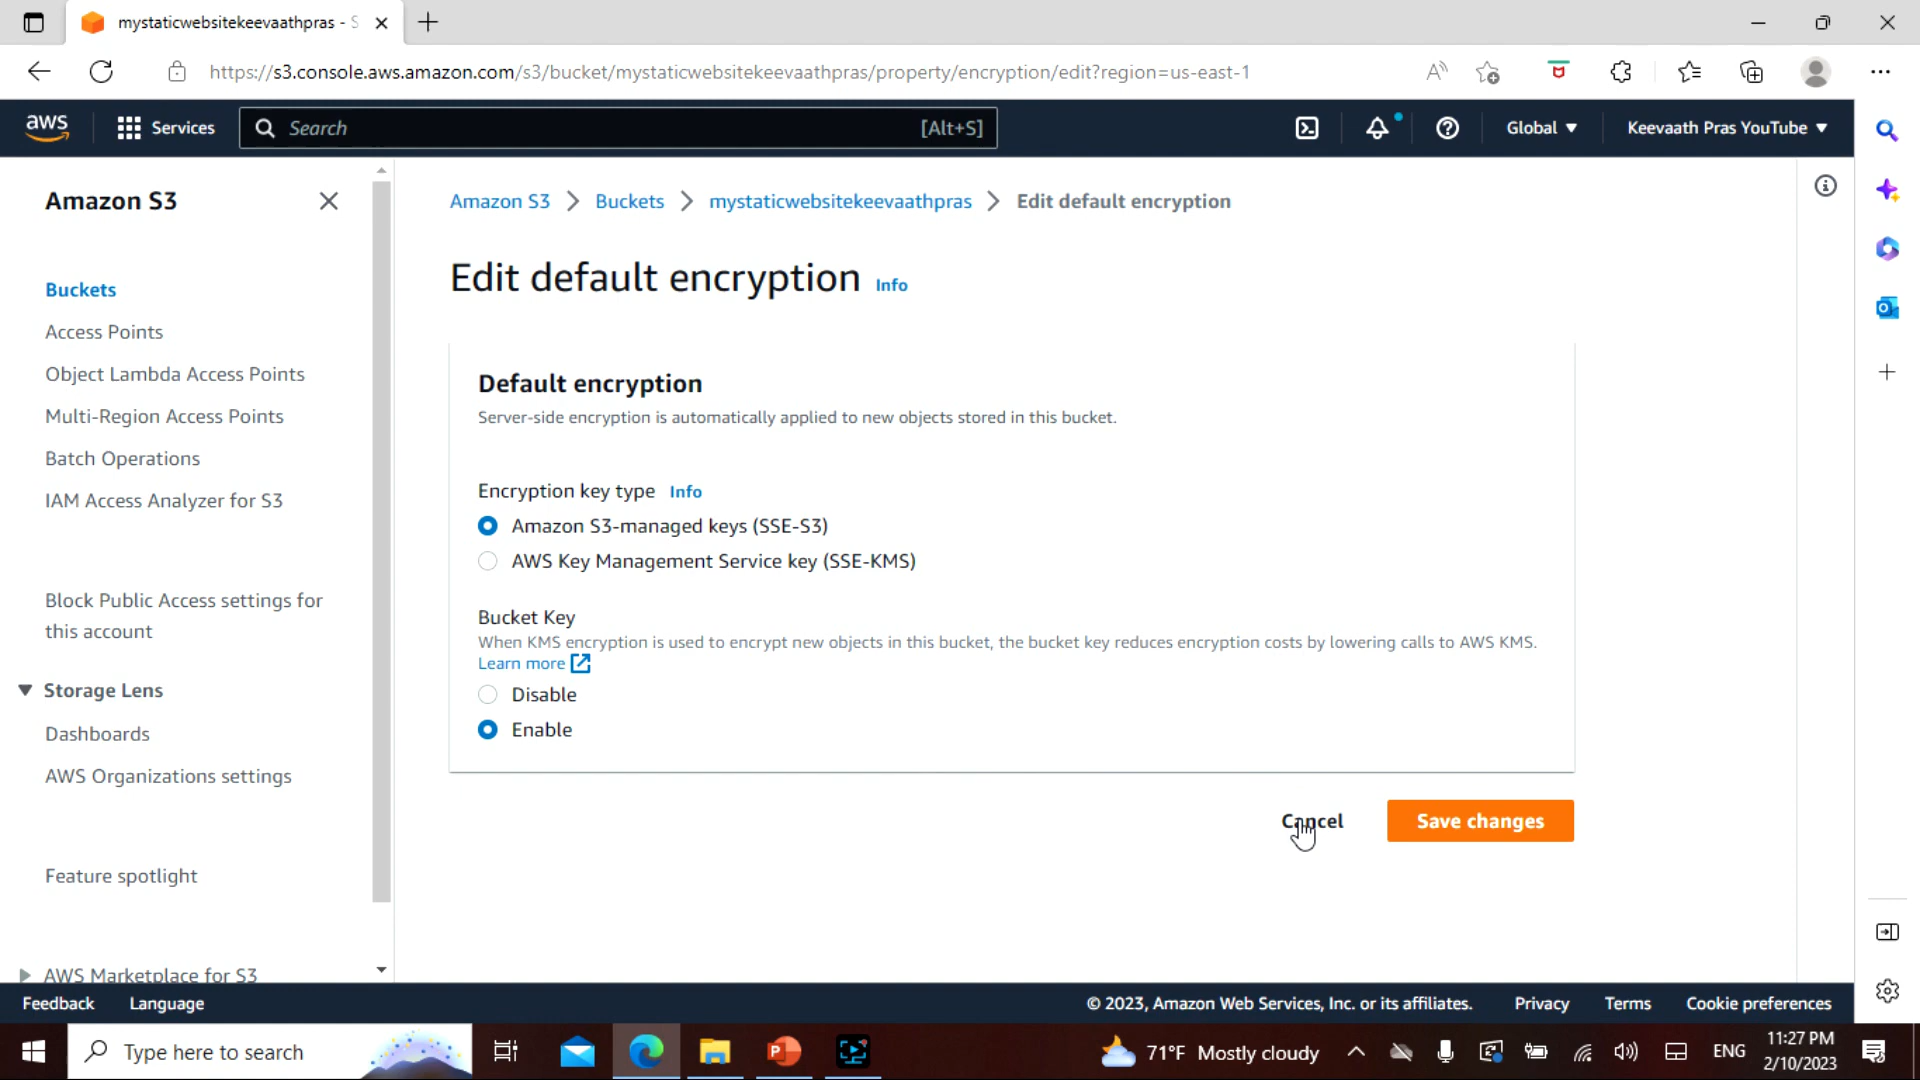 mystaticwebsitekeevaathpras - S
https://s3.console.aws.amazon.com/s3/bucket/mystaticwebsitekeevaathpras/property/encryption/edit?region=us-east-1
aws
Services
Search
[Alt+S]
Global
Keevaath Pras YouTube
Amazon S3
Buckets
Access Points
Object Lambda Access Points
Multi-Region Access Points
Batch Operations
IAM Access Analyzer for S3
Block Public Access settings for
this account
Storage Lens
Dashboards
AWS Organizations settings
Feature spotlight
AWS Marketplace for S3
Amazon S3 > Buckets > mystaticwebsitekeevaathpras > Edit default encryption
Edit default encryption Info
Default encryption
Server-side encryption is automatically applied to new objects stored in this bucket.
Encryption key type Info
Amazon S3-managed keys (SSE-S3)
AWS Key Management Service key (SSE-KMS)
Bucket Key
When KMS encryption is used to encrypt new objects in this bucket, the bucket key reduces encryption costs by lowering calls to AWS KMS.
Learn more
Disable
Enable
Cancel
Save changes
Feedback
Language
© 2023, Amazon Web Services, Inc. or its affiliates.
Privacy
Terms
Cookie preferences
Type here to search
71°F Mostly cloudy
ENG
11:27 PM
2/10/2023